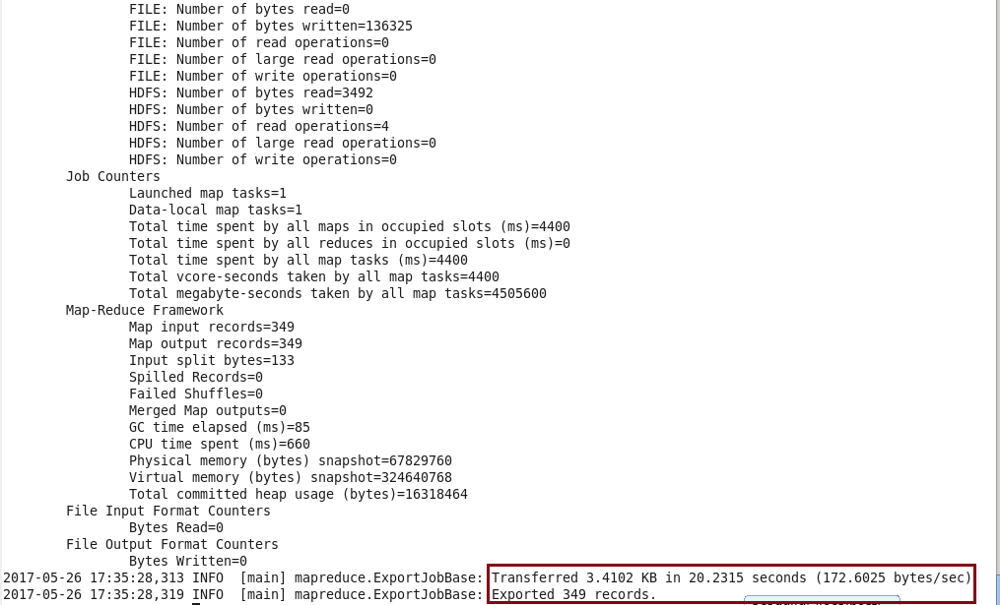 FILE: Number of bytes read=0
FILE: Number of bytes written=136325
FILE: Number of read operations=0
FILE: Number of large read operations=0
FILE: Number of write operations=0
HDFS: Number of bytes read=3492
HDFS: Number of bytes written=0
HDFS: Number of read operations=4
HDFS: Number of large read operations=0
HDFS: Number of write operations=0
Job Counters
Launched map tasks=1
Data-local map tasks=1
Total time spent by all maps in occupied slots (ms)=4400
Total time spent by all reduces in occupied slots (ms)=0
Total time spent by all map tasks (ms)=4400
Total vcore-seconds taken by all map tasks=4400
Total megabyte-seconds taken by all map tasks=4505600
Map-Reduce Framework
Map input records=349
Map output records=349
Input split bytes=133
Spilled Records=0
Failed Shuffles=0
Merged Map outputs=0
GC time elapsed (ms)=85
CPU time spent (ms)=660
Physical memory (bytes) snapshot=67829760
Virtual memory (bytes) snapshot=324640768
Total committed heap usage (bytes)=16318464
File Input Format Counters
Bytes Read=0
File Output Format Counters
Bytes Written=0
2017-05-26 17:35:28,313 INFO  [main] mapreduce.ExportJobBase: Transferred 3.4102 KB in 20.2315 seconds (172.6025 bytes/sec)
2017-05-26 17:35:28,319 INFO  [main] mapreduce.ExportJobBase: Exported 349 records.